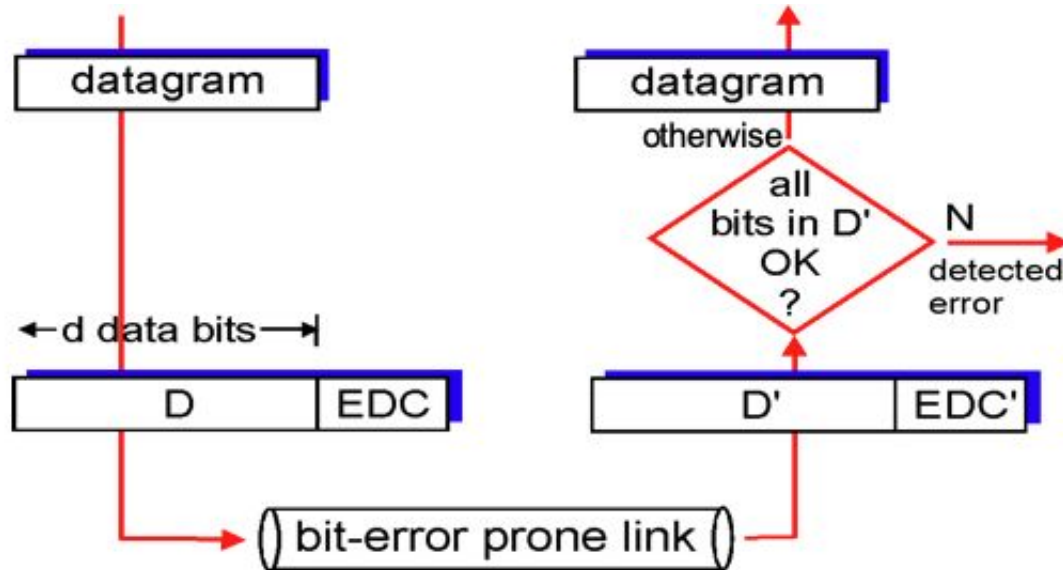 datagram
datagram
otherwise
all
bits in D'
OK
?
N
detected
error
d data bits
D
EDC
D'
EDC'
bit-error prone link